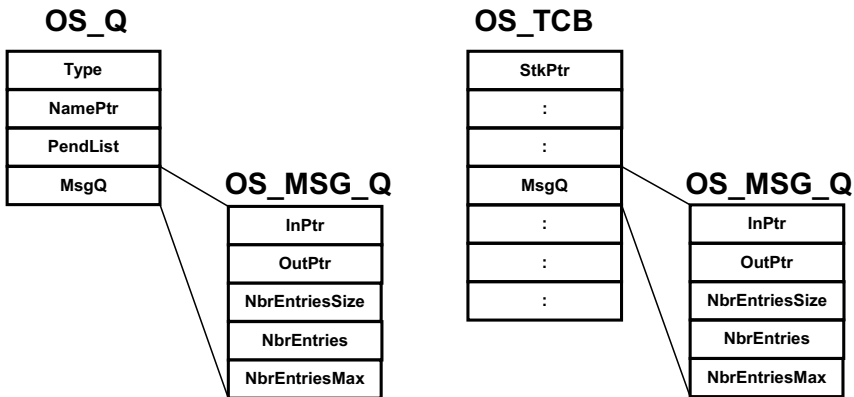 OS_Q
Type
NamePtr
PendList
MsgQ
OS_MSG_Q
InPtr
OutPtr
NbrEntriesSize
NbrEntries
NbrEntriesMax
OS_TCB
StkPtr
:
:
MsgQ
:
:
:
OS_MSG_Q
InPtr
OutPtr
NbrEntriesSize
NbrEntries
NbrEntriesMax